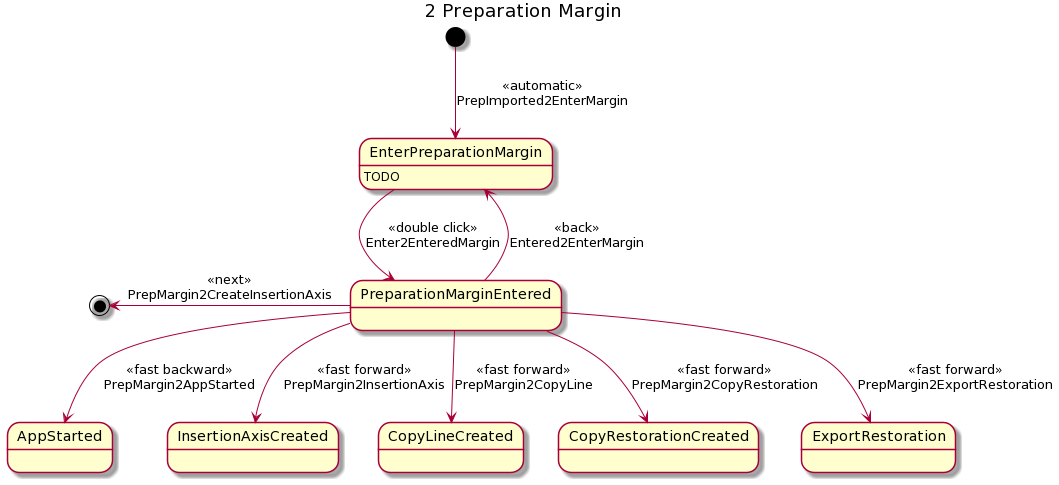 2 Preparation Margin
«automatic»
PrepImported2EnterMargin
EnterPreparationMargin
TODO
«double click»
Enter2EnteredMargin
«back»
Entered2EnterMargin
«next»
PrepMargin2CreateInsertionAxis
PreparationMarginEntered
«fast backward»
PrepMargin2AppStarted
«fast forward»
PrepMargin2InsertionAxis
«fast forward»
PrepMargin2CopyLine
«fast forward»
PrepMargin2CopyRestoration
«fast forward»
PrepMargin2ExportRestoration
AppStarted
InsertionAxisCreated
CopyLineCreated
CopyRestorationCreated
ExportRestoration